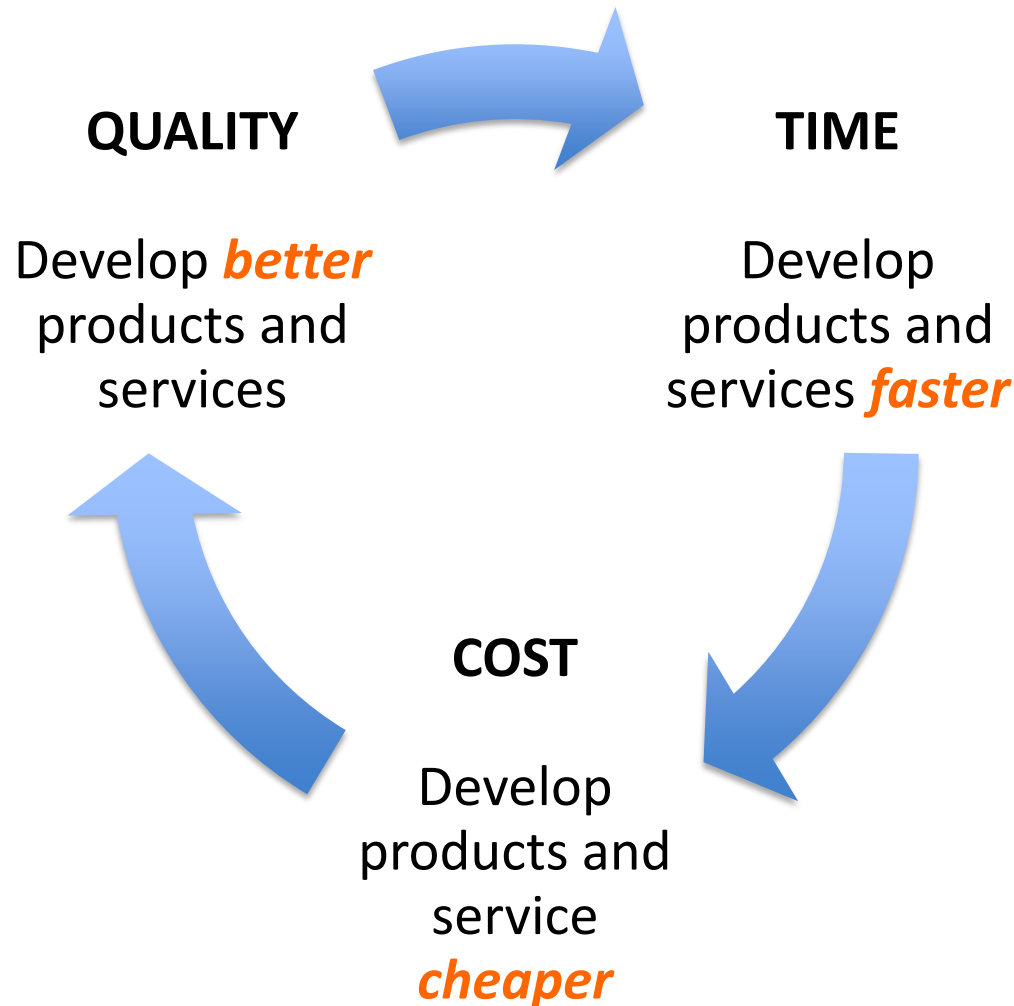 QUALITY
Develop better
products and
services
TIME
Develop
products and
services faster
COST
Develop
products and
service
cheaper